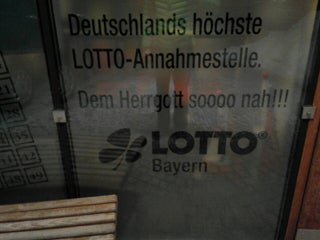 Deutschlands höchste
LOTTO-Annahmestelle.
Dem Herrgott soooo nah!!!
LOTTO®
Bayern